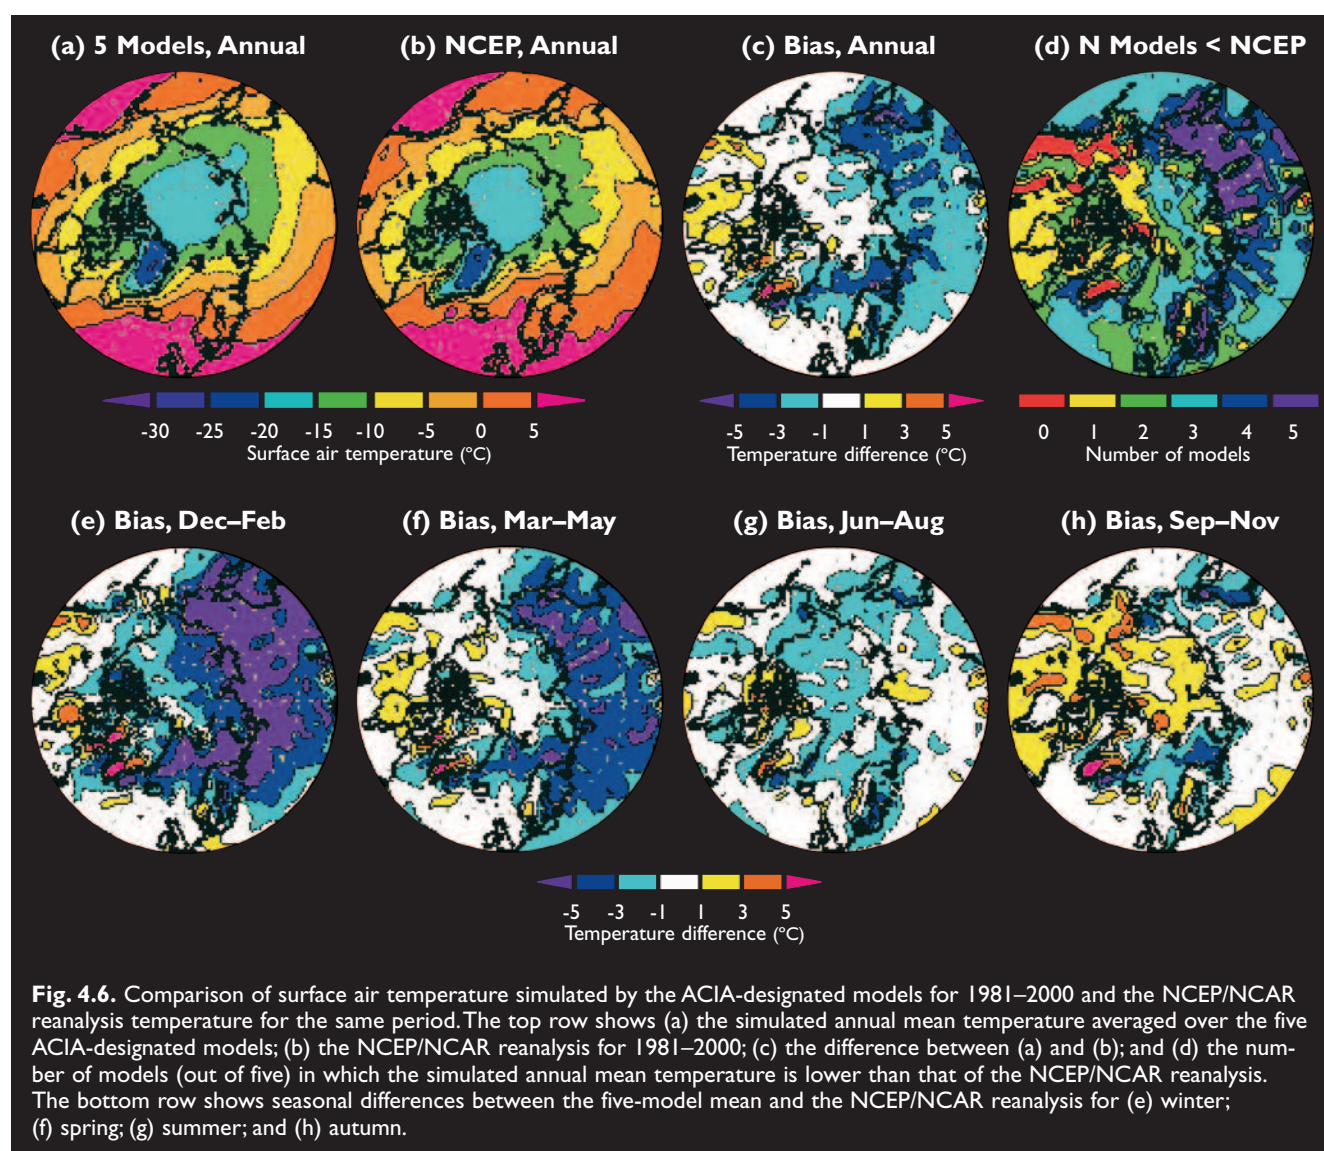 (a) 5 Models, Annual (b) NCEP, Annual (c) Bias, Annual (d) N Models < NCEP
-30 -25 -20 -15 -10 -5 0 5
Surface air temperature (°C)
-5 -3 -1 1 3 5
Temperature difference (°C)
0 1 2 3 4 5
Number of models
(e) Bias, Dec–Feb (f) Bias, Mar–May (g) Bias, Jun–Aug (h) Bias, Sep–Nov
-5 -3 -1 1 3 5
Temperature difference (°C)
Fig. 4.6. Comparison of surface air temperature simulated by the ACIA-designated models for 1981–2000 and the NCEP/NCAR
reanalysis temperature for the same period. The top row shows (a) the simulated annual mean temperature averaged over the five
ACIA-designated models; (b) the NCEP/NCAR reanalysis for 1981–2000; (c) the difference between (a) and (b); and (d) the num-
ber of models (out of five) in which the simulated annual mean temperature is lower than that of the NCEP/NCAR reanalysis.
The bottom row shows seasonal differences between the five-model mean and the NCEP/NCAR reanalysis for (e) winter;
(f) spring; (g) summer; and (h) autumn.